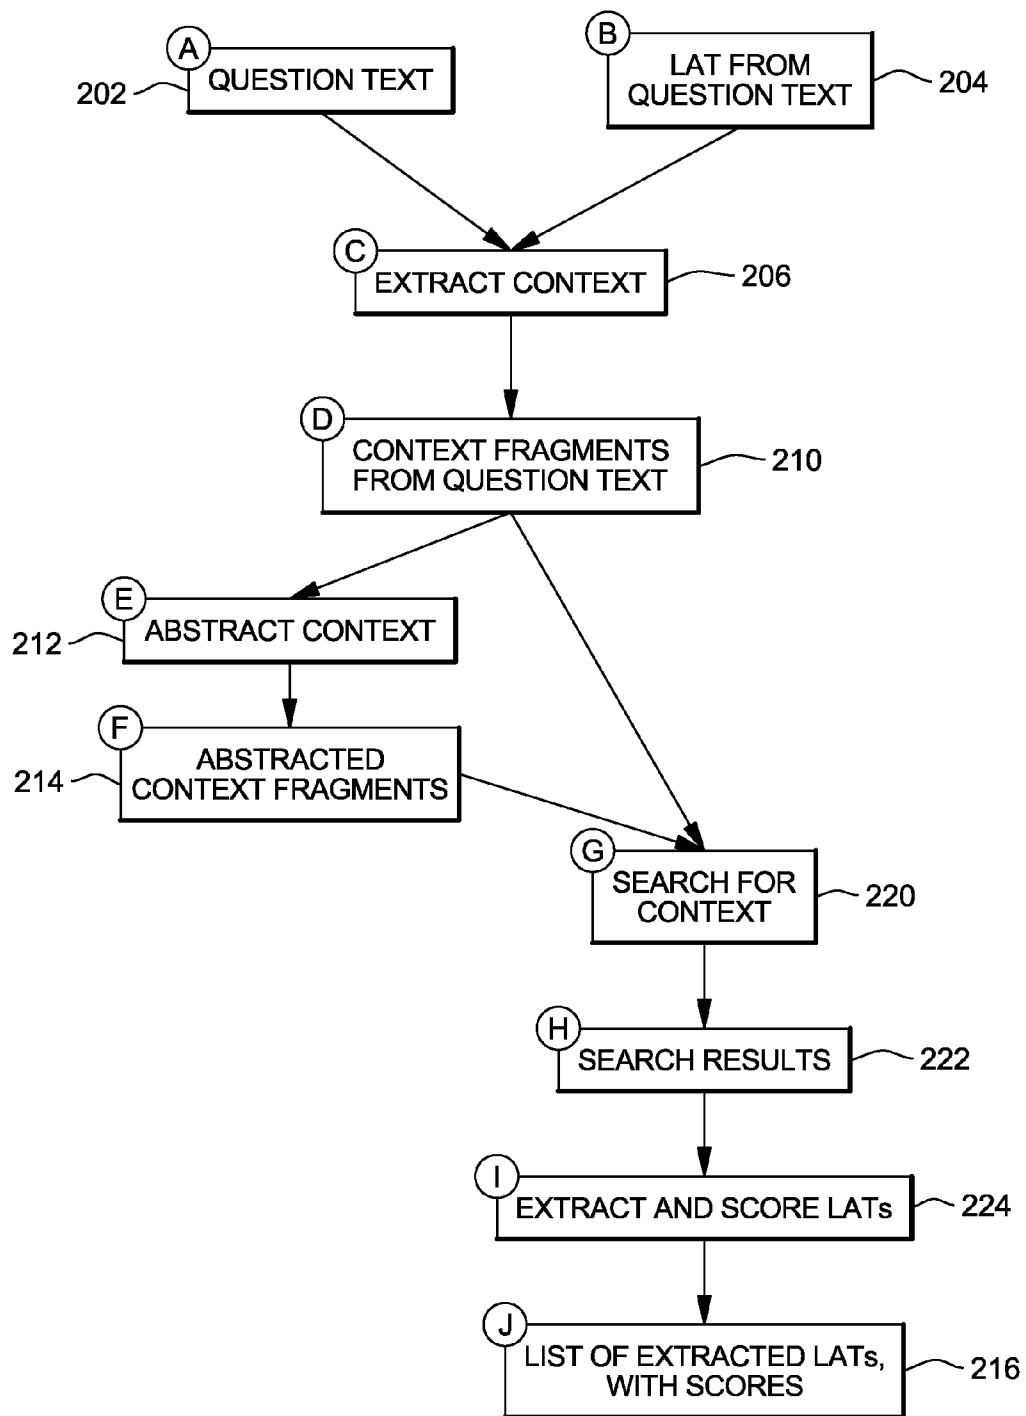 A
QUESTION TEXT
202
B
LAT FROM
QUESTION TEXT
204
C
EXTRACT CONTEXT
206
D
CONTEXT FRAGMENTS
FROM QUESTION TEXT
210
E
ABSTRACT CONTEXT
212
F
ABSTRACTED
CONTEXT FRAGMENTS
214
G
SEARCH FOR
CONTEXT
220
H
SEARCH RESULTS
222
I
EXTRACT AND SCORE LATs
224
J
LIST OF EXTRACTED LATs,
WITH SCORES
216